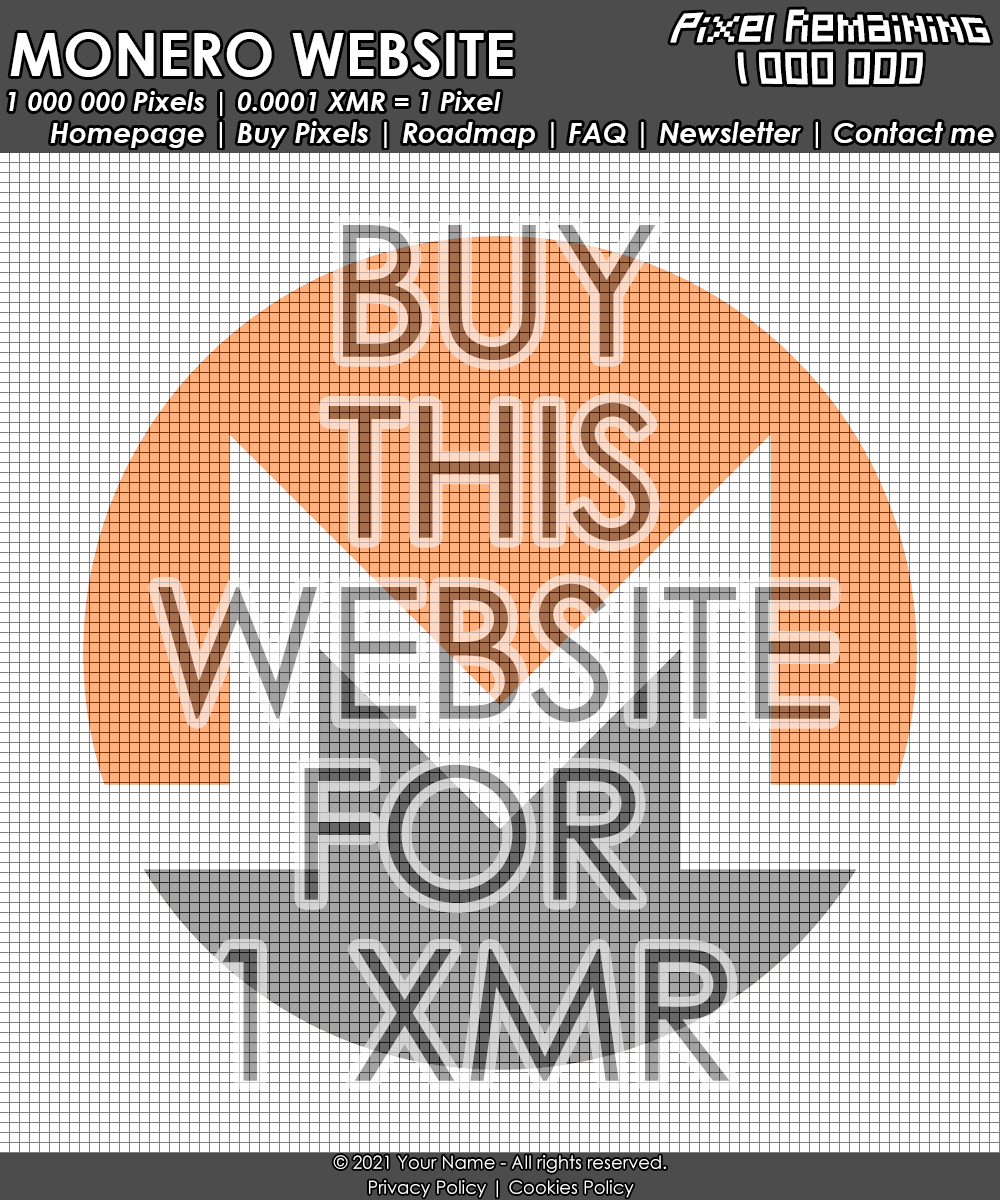 MONERO WEBSITE
Pixel Remaining
1 000 000
1 000 000 Pixels | 0.0001 XMR = 1 Pixel
Homepage | Buy Pixels | Roadmap | FAQ | Newsletter | Contact me
BUY
THIS
WEBSITE
FOR
1 XMR
© 2021 Your Name - All rights reserved.
Privacy Policy | Cookies Policy